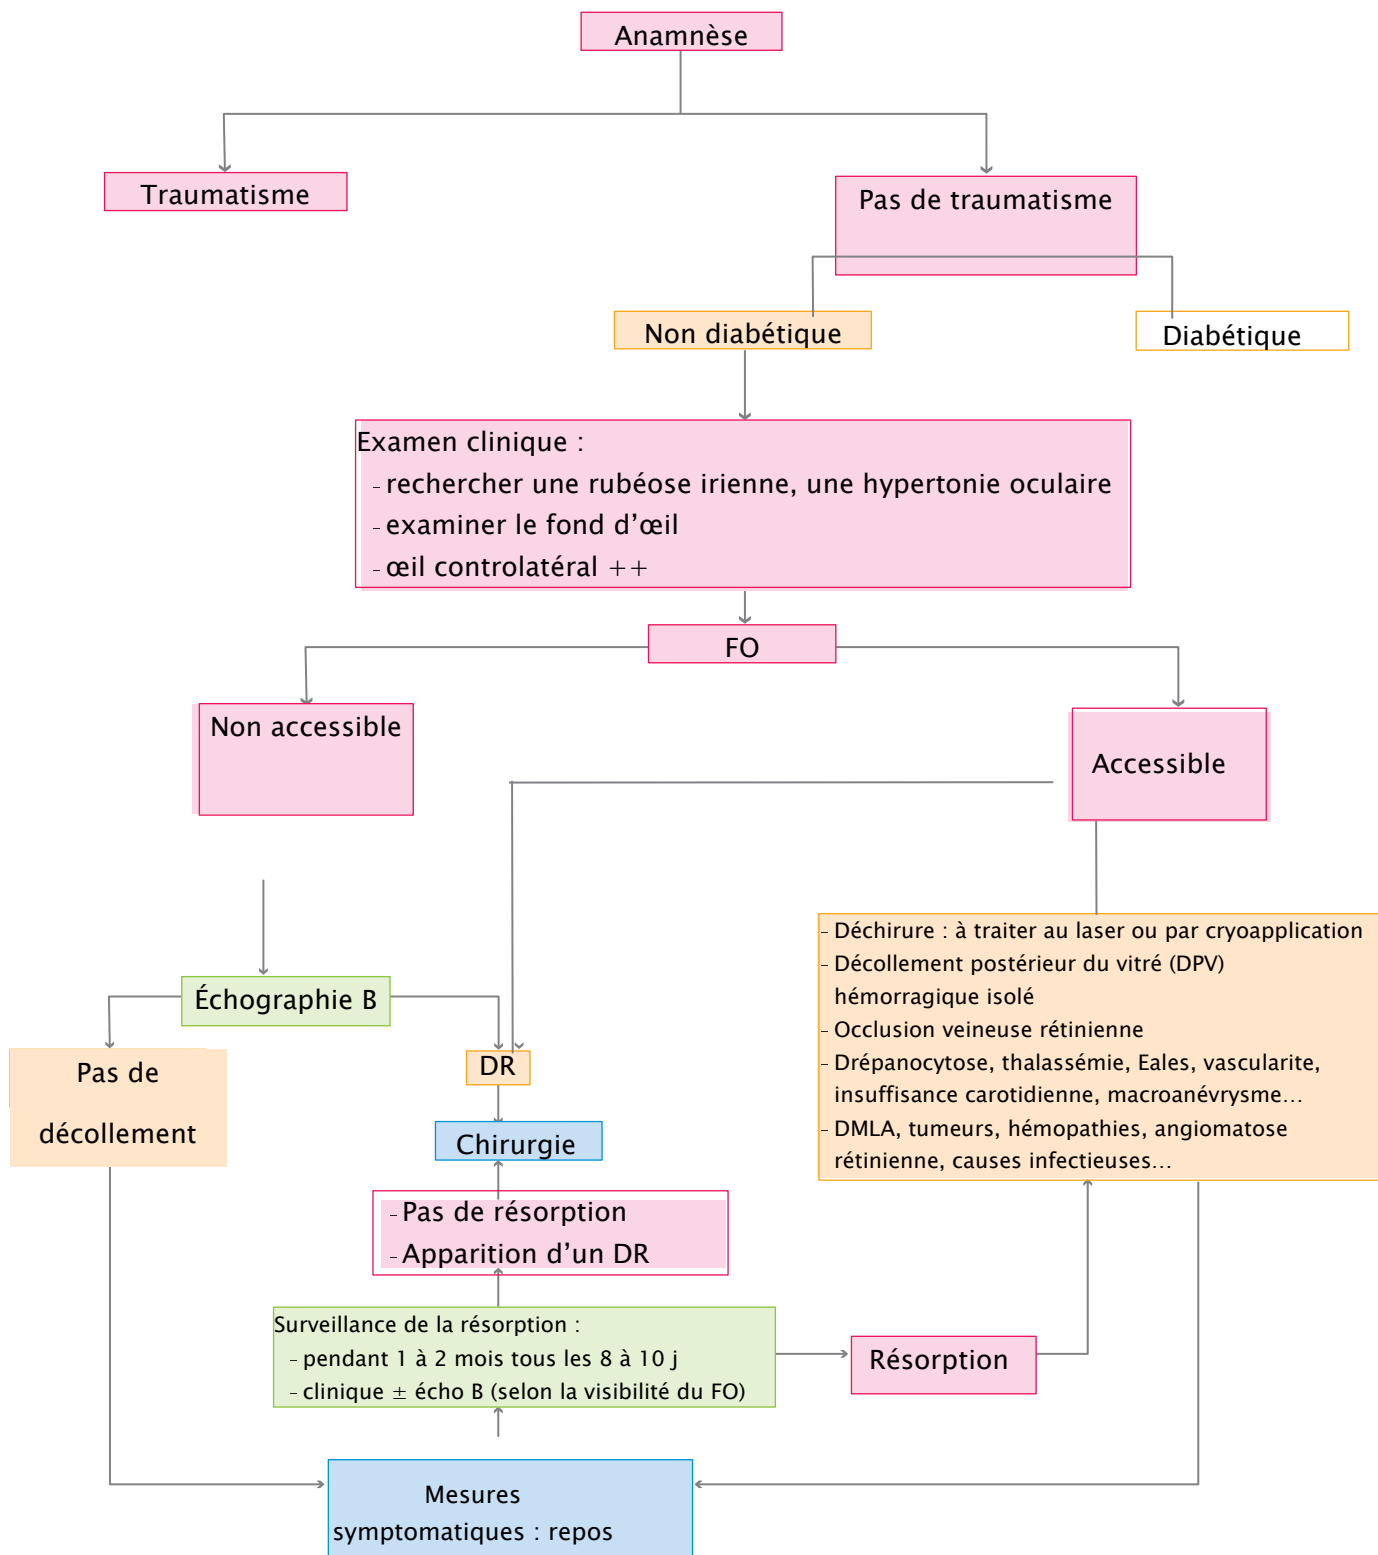 Anamnèse
Traumatisme
Pas de traumatisme
Non diabétique
Diabétique
Examen clinique :
- rechercher une rubéose irienne, une hypertonie oculaire
- examiner le fond d’œil
- œil controlatéral ++
FO
Non accessible
Accessible
- Déchirure : à traiter au laser ou par cryoapplication
- Décollement postérieur du vitré (DPV)
hémorragique isolé
- Occlusion veineuse rétinienne
- Drépanocytose, thalassémie, Eales, vascularite,
insuffisance carotidienne, macroanévrysme…
- DMLA, tumeurs, hémopathies, angiomatose
rétinienne, causes infectieuses…
Échographie B
Pas de
décollement
DR
Chirurgie
- Pas de résorption
- Apparition d’un DR
Surveillance de la résorption :
- pendant 1 à 2 mois tous les 8 à 10 j
- clinique ± écho B (selon la visibilité du FO)
Résorption
Mesures
symptomatiques : repos